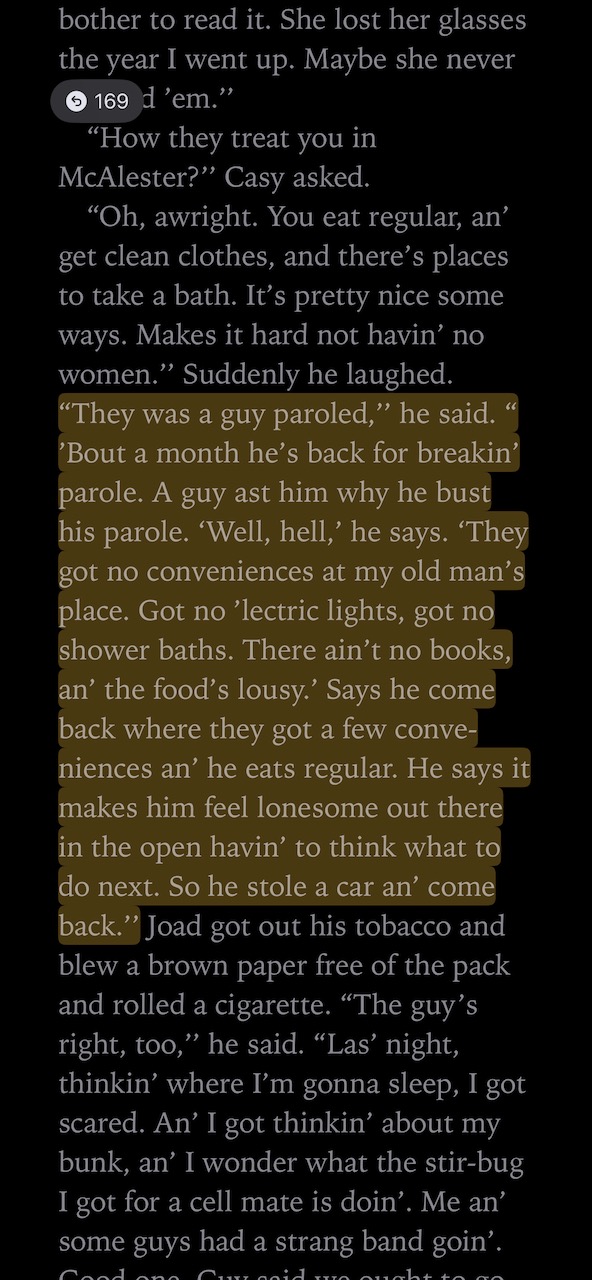 bother to read it. She lost her glasses
the year I went up. Maybe she never
169 d ’em.’’
“How they treat you in
McAlester?’’ Casy asked.
“Oh, awright. You eat regular, an’
get clean clothes, and there’s places
to take a bath. It’s pretty nice some
ways. Makes it hard not havin’ no
women.’’ Suddenly he laughed.
“They was a guy paroled,’’ he said. “
’Bout a month he’s back for breakin’
parole. A guy ast him why he bust
his parole. ‘Well, hell,’ he says. ‘They
got no conveniences at my old man’s
place. Got no ’lectric lights, got no
shower baths. There ain’t no books,
an’ the food’s lousy.’ Says he come
back where they got a few conve-
niences an’ he eats regular. He says it
makes him feel lonesome out there
in the open havin’ to think what to
do next. So he stole a car an’ come
back.’’ Joad got out his tobacco and
blew a brown paper free of the pack
and rolled a cigarette. “The guy’s
right, too,’’ he said. “Las’ night,
thinkin’ where I’m gonna sleep, I got
scared. An’ I got thinkin’ about my
bunk, an’ I wonder what the stir-bug
I got for a cell mate is doin’. Me an’
some guys had a strang band goin’.
Good one. Guy said we ought to go